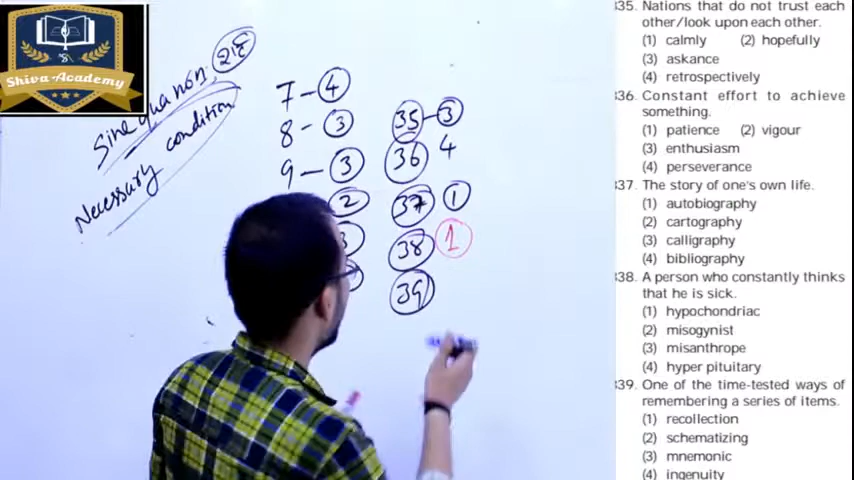 Shiva-Academy
Sine qua non
Necessary condition
7 - 4
8 - 3
9 - 3
2
3
35 - 3
36 4
37 1
38 1
39
335. Nations that do not trust each
other/look upon each other.
(1) calmly (2) hopefully
(3) askance
(4) retrospectively
336. Constant effort to achieve
something.
(1) patience (2) vigour
(3) enthusiasm
(4) perseverance
337. The story of one's own life.
(1) autobiography
(2) cartography
(3) calligraphy
(4) bibliography
338. A person who constantly thinks
that he is sick.
(1) hypochondriac
(2) misogynist
(3) misanthrope
(4) hyper pituitary
339. One of the time-tested ways of
remembering a series of items.
(1) recollection
(2) schematizing
(3) mnemonic
(4) ingenuity